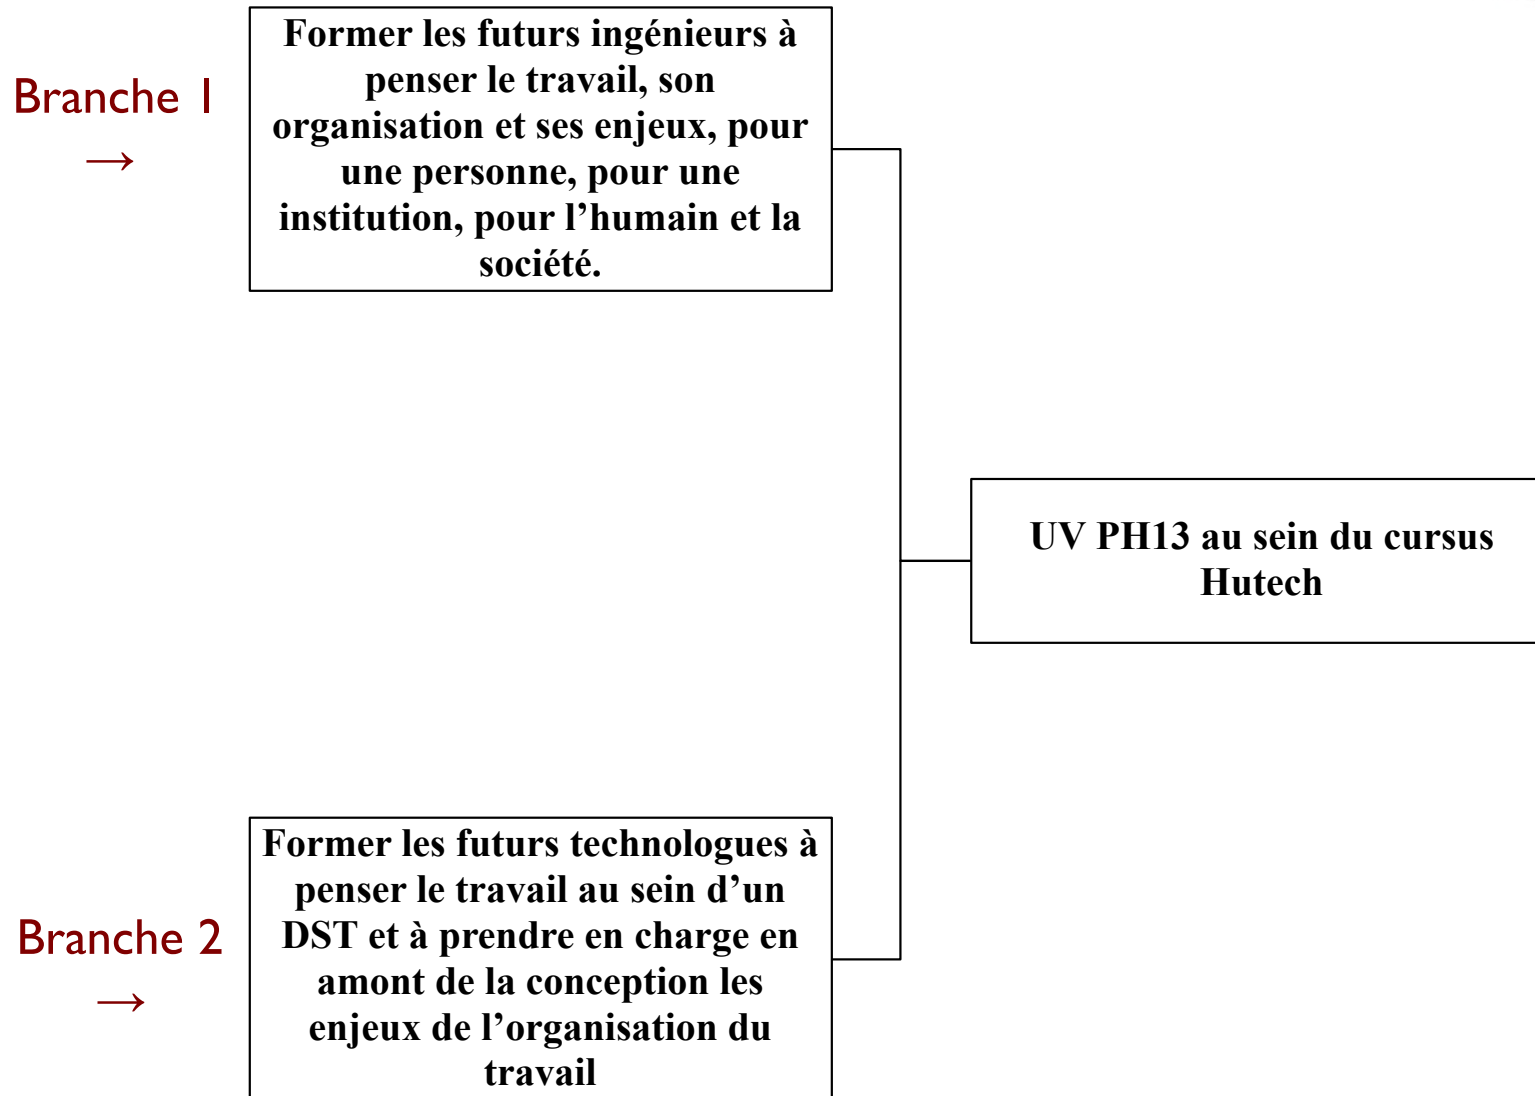 Branche 1
→
Former les futurs ingénieurs à
penser le travail, son
organisation et ses enjeux, pour
une personne, pour une
institution, pour l’humain et la
société.
UV PH13 au sein du cursus
Hutech
Branche 2
→
Former les futurs technologues à
penser le travail au sein d’un
DST et à prendre en charge en
amont de la conception les
enjeux de l’organisation du
travail